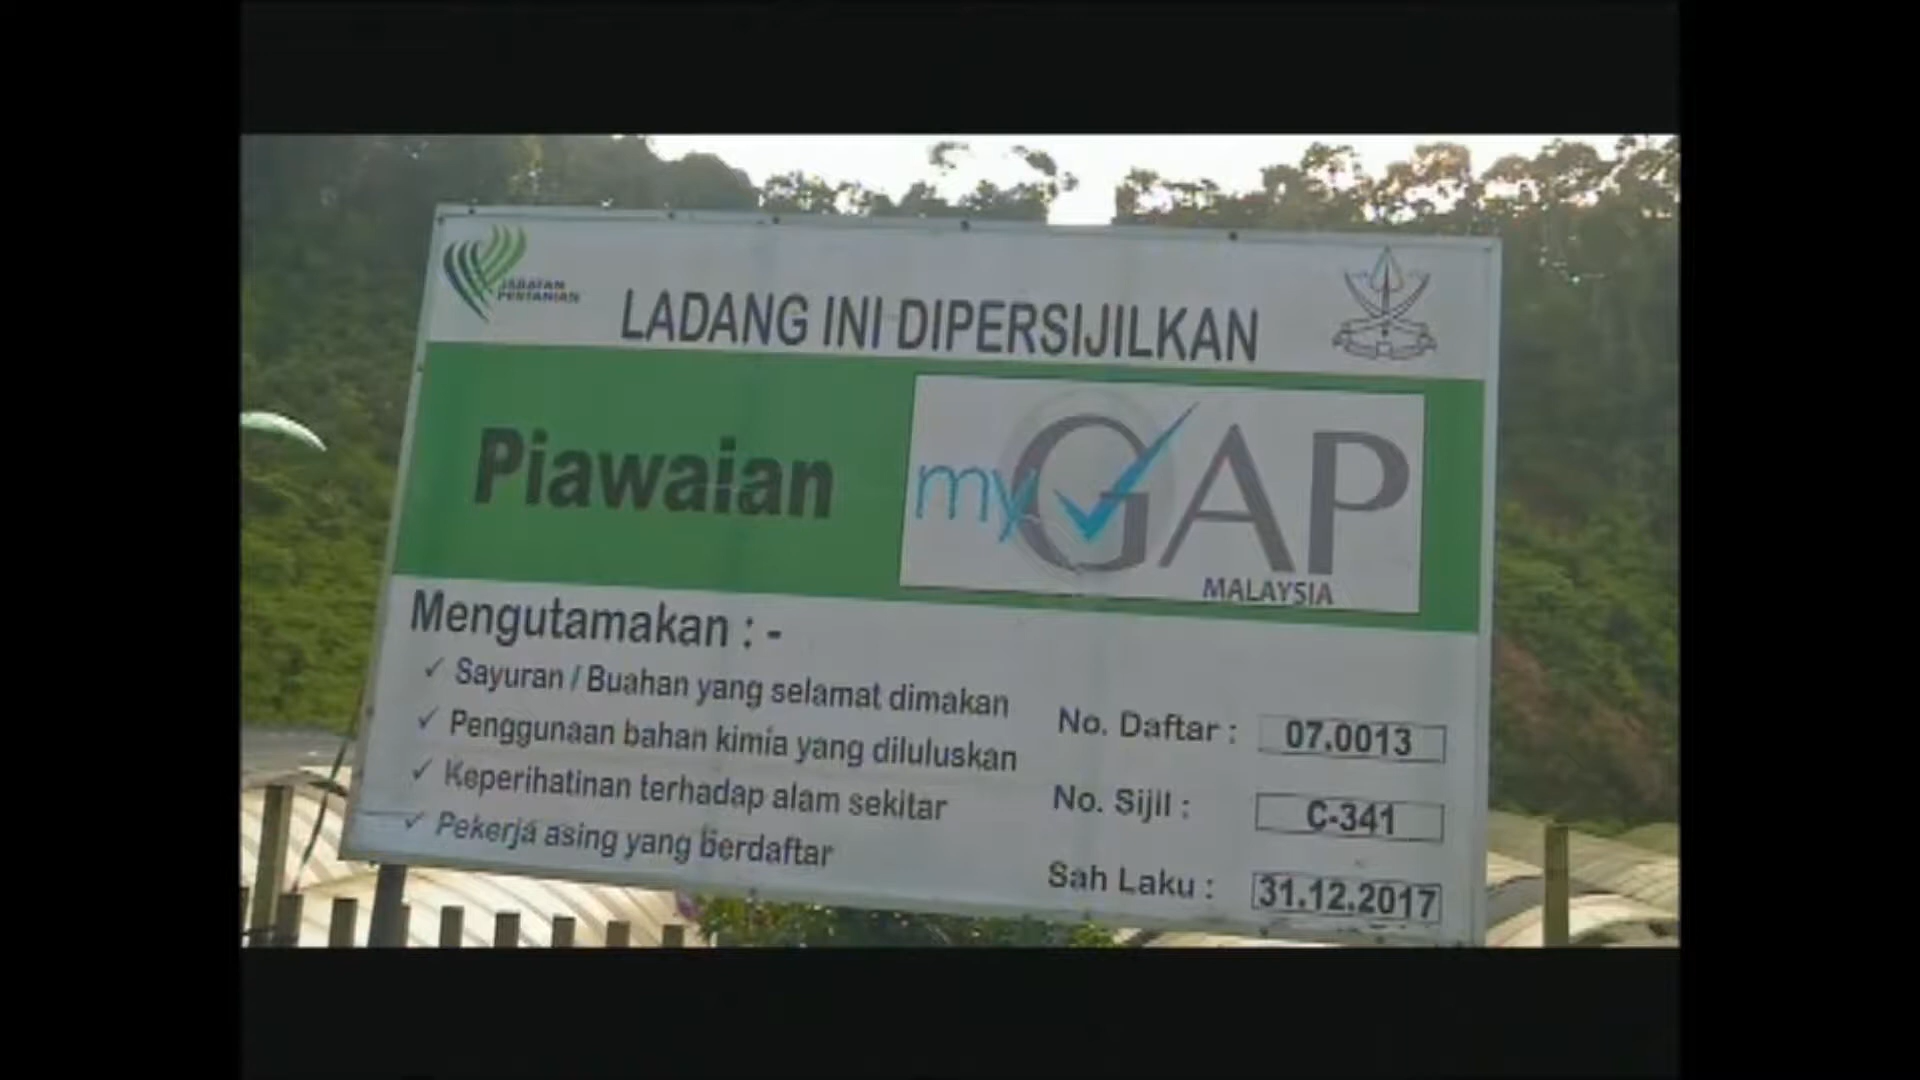 JABATAN
PERTANIAN
LADANG INI DIPERSIJILKAN
Piawaian
myGAP
MALAYSIA
Mengutamakan : -
✓ Sayuran / Buahan yang selamat dimakan
✓ Penggunaan bahan kimia yang diluluskan
✓ Keperihatinan terhadap alam sekitar
✓ Pekerja asing yang berdaftar
No. Daftar : 07.0013
No. Sijil : C-341
Sah Laku : 31.12.2017